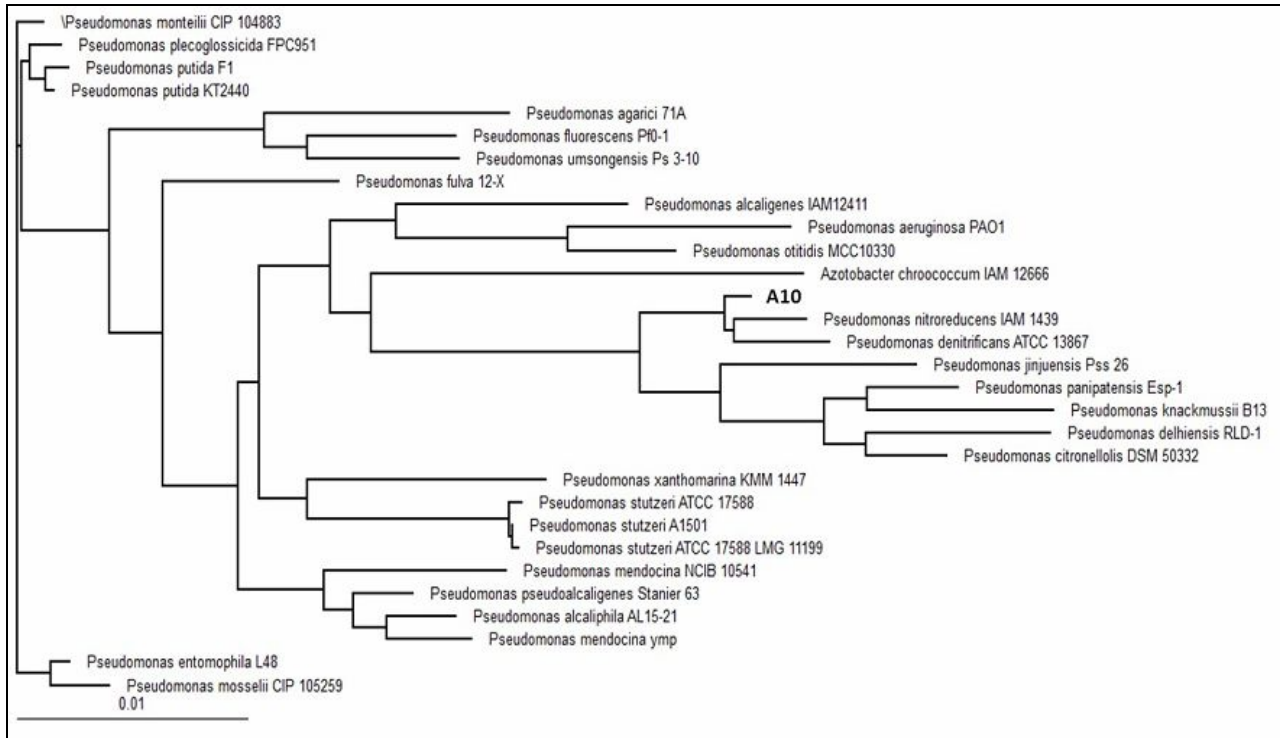 \Pseudomonas monteilii CIP 104883
Pseudomonas plecoglossicida FPC951
Pseudomonas putida F1
Pseudomonas putida KT2440
Pseudomonas agarici 71A
Pseudomonas fluorescens Pf0-1
Pseudomonas umsongensis Ps 3-10
Pseudomonas fulva 12-X
Pseudomonas alcaligenes IAM12411
Pseudomonas aeruginosa PAO1
Pseudomonas otitidis MCC10330
Azotobacter chroococcum IAM 12666
A10
Pseudomonas nitroreducens IAM 1439
Pseudomonas denitrificans ATCC 13867
Pseudomonas jinjuensis Pss 26
Pseudomonas panipatensis Esp-1
Pseudomonas knackmussii B13
Pseudomonas delhiensis RLD-1
Pseudomonas citronellolis DSM 50332
Pseudomonas xanthomarina KMM 1447
Pseudomonas stutzeri ATCC 17588
Pseudomonas stutzeri A1501
Pseudomonas stutzeri ATCC 17588 LMG 11199
Pseudomonas mendocina NCIB 10541
Pseudomonas pseudoalcaligenes Stanier 63
Pseudomonas alcaliphila AL15-21
Pseudomonas mendocina ymp
Pseudomonas entomophila L48
Pseudomonas mosselii CIP 105259
0.01